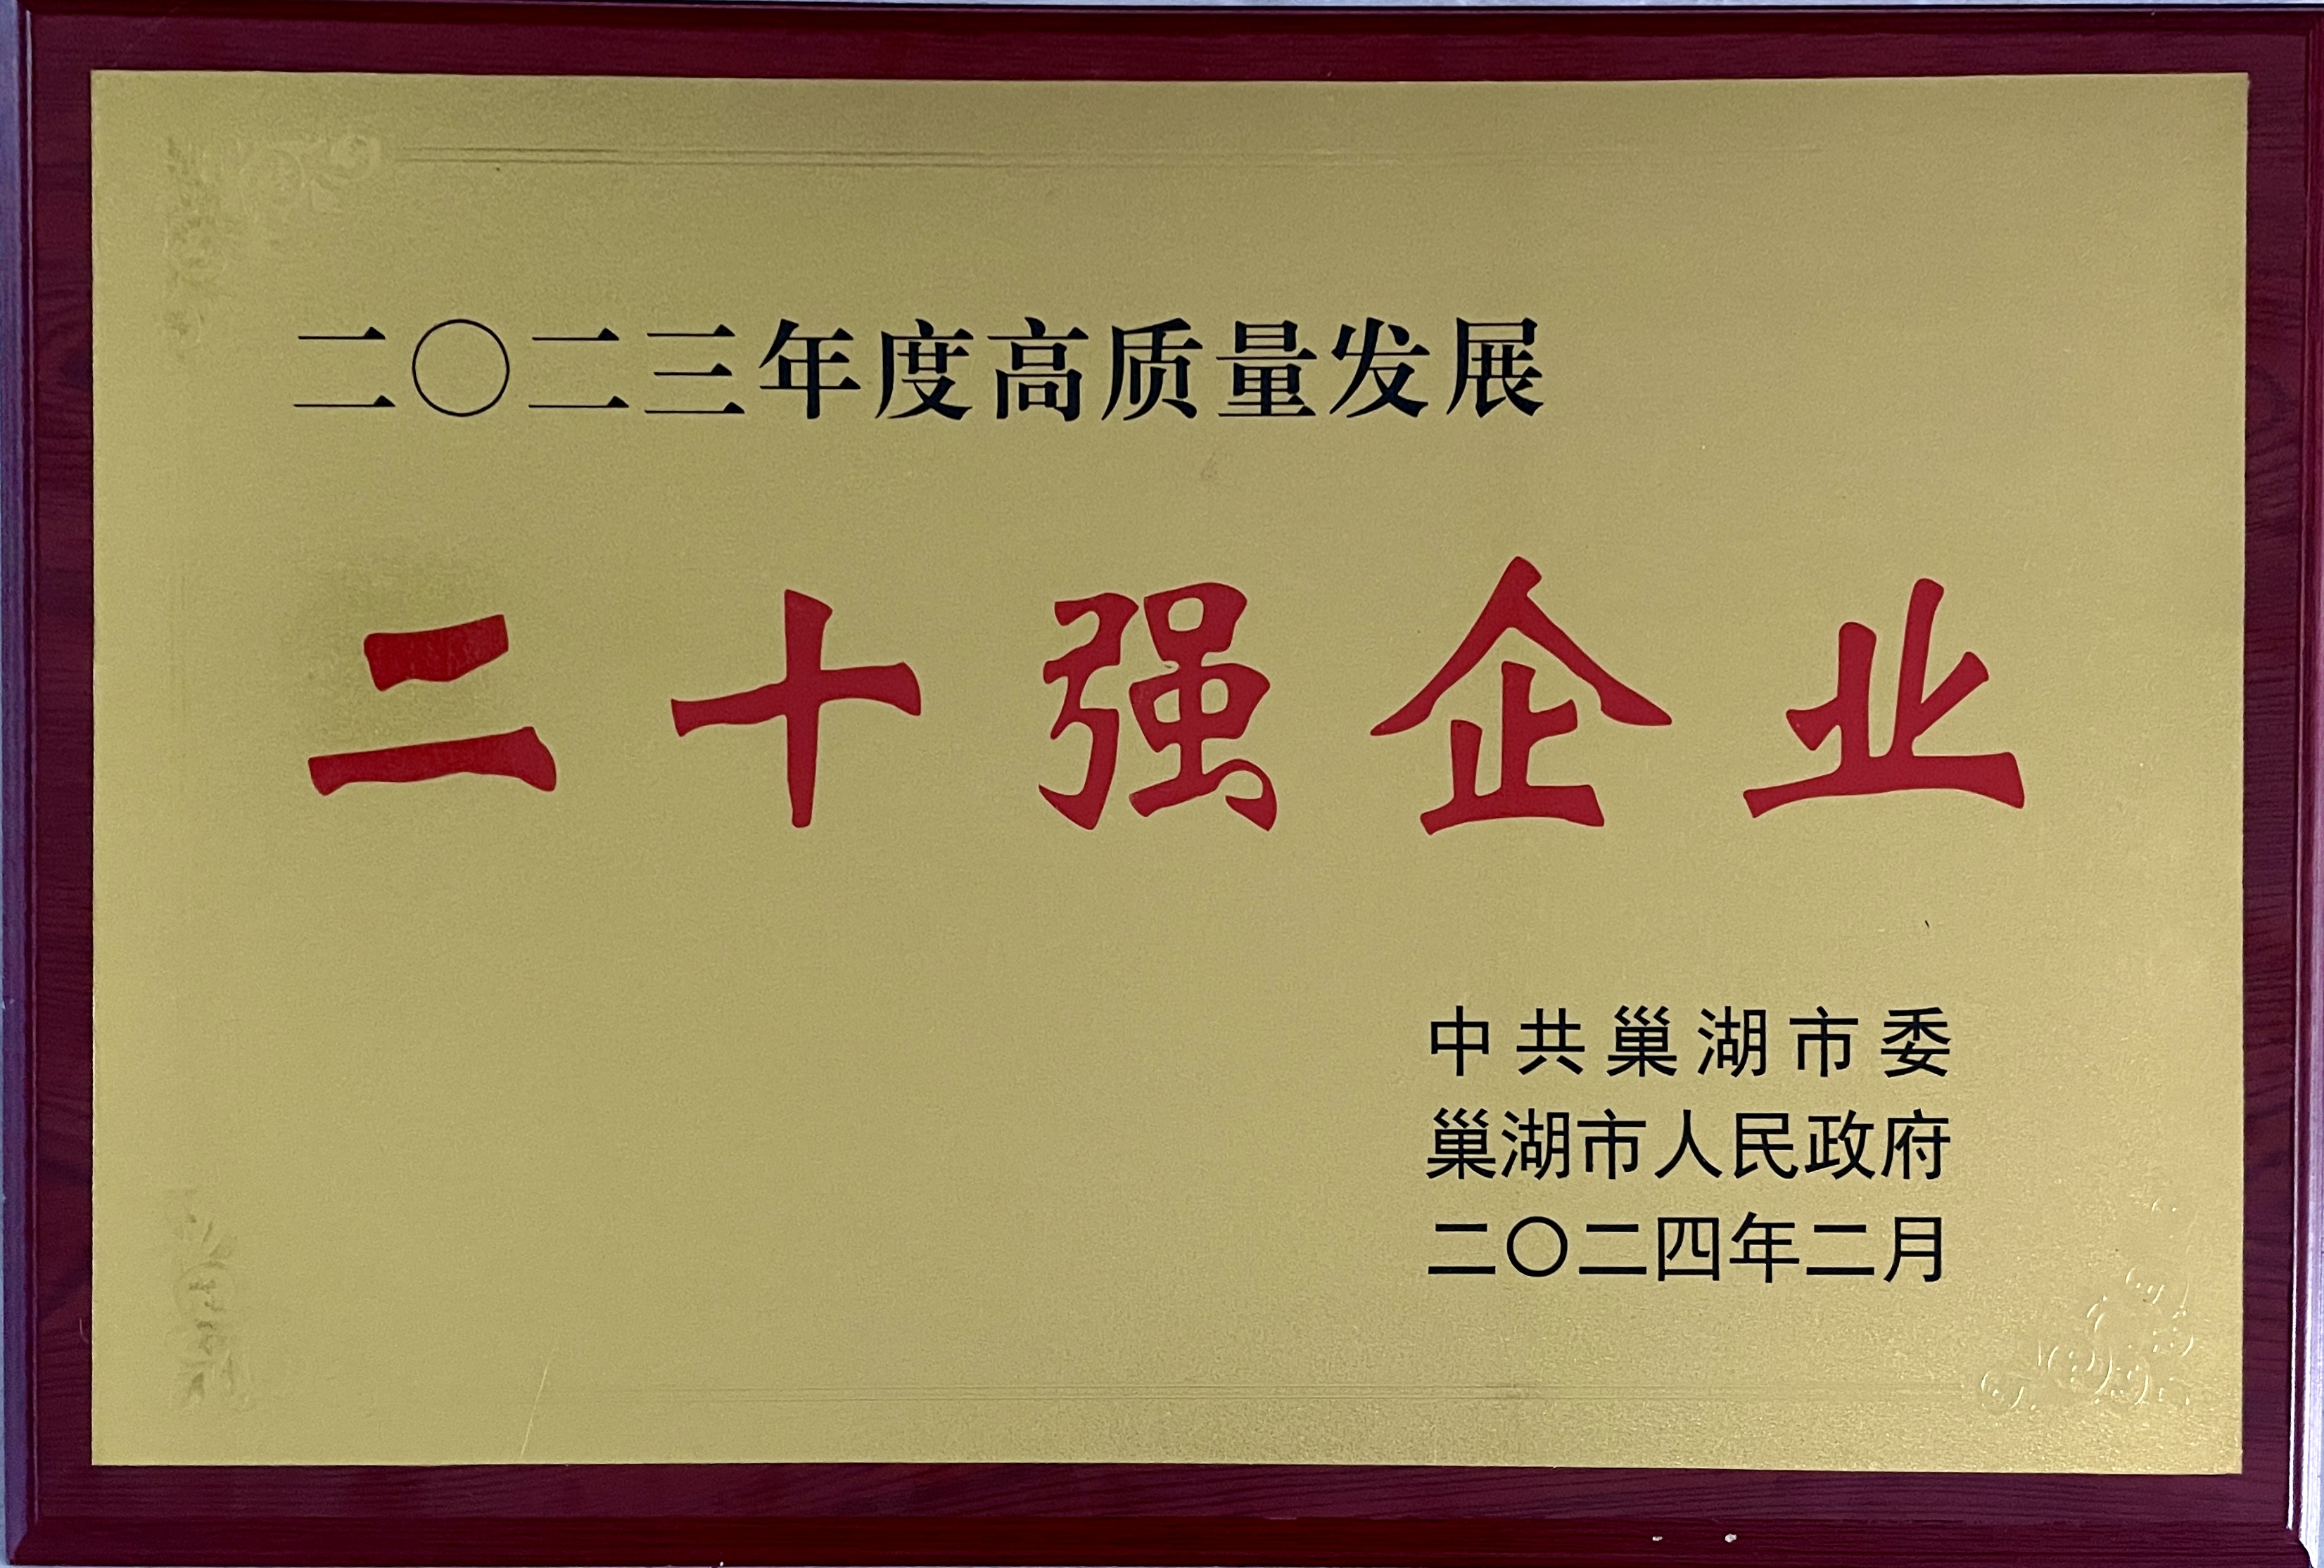 二〇二三年度高质量发展
二十强企业
中共巢湖市委
巢湖市人民政府
二〇二四年二月